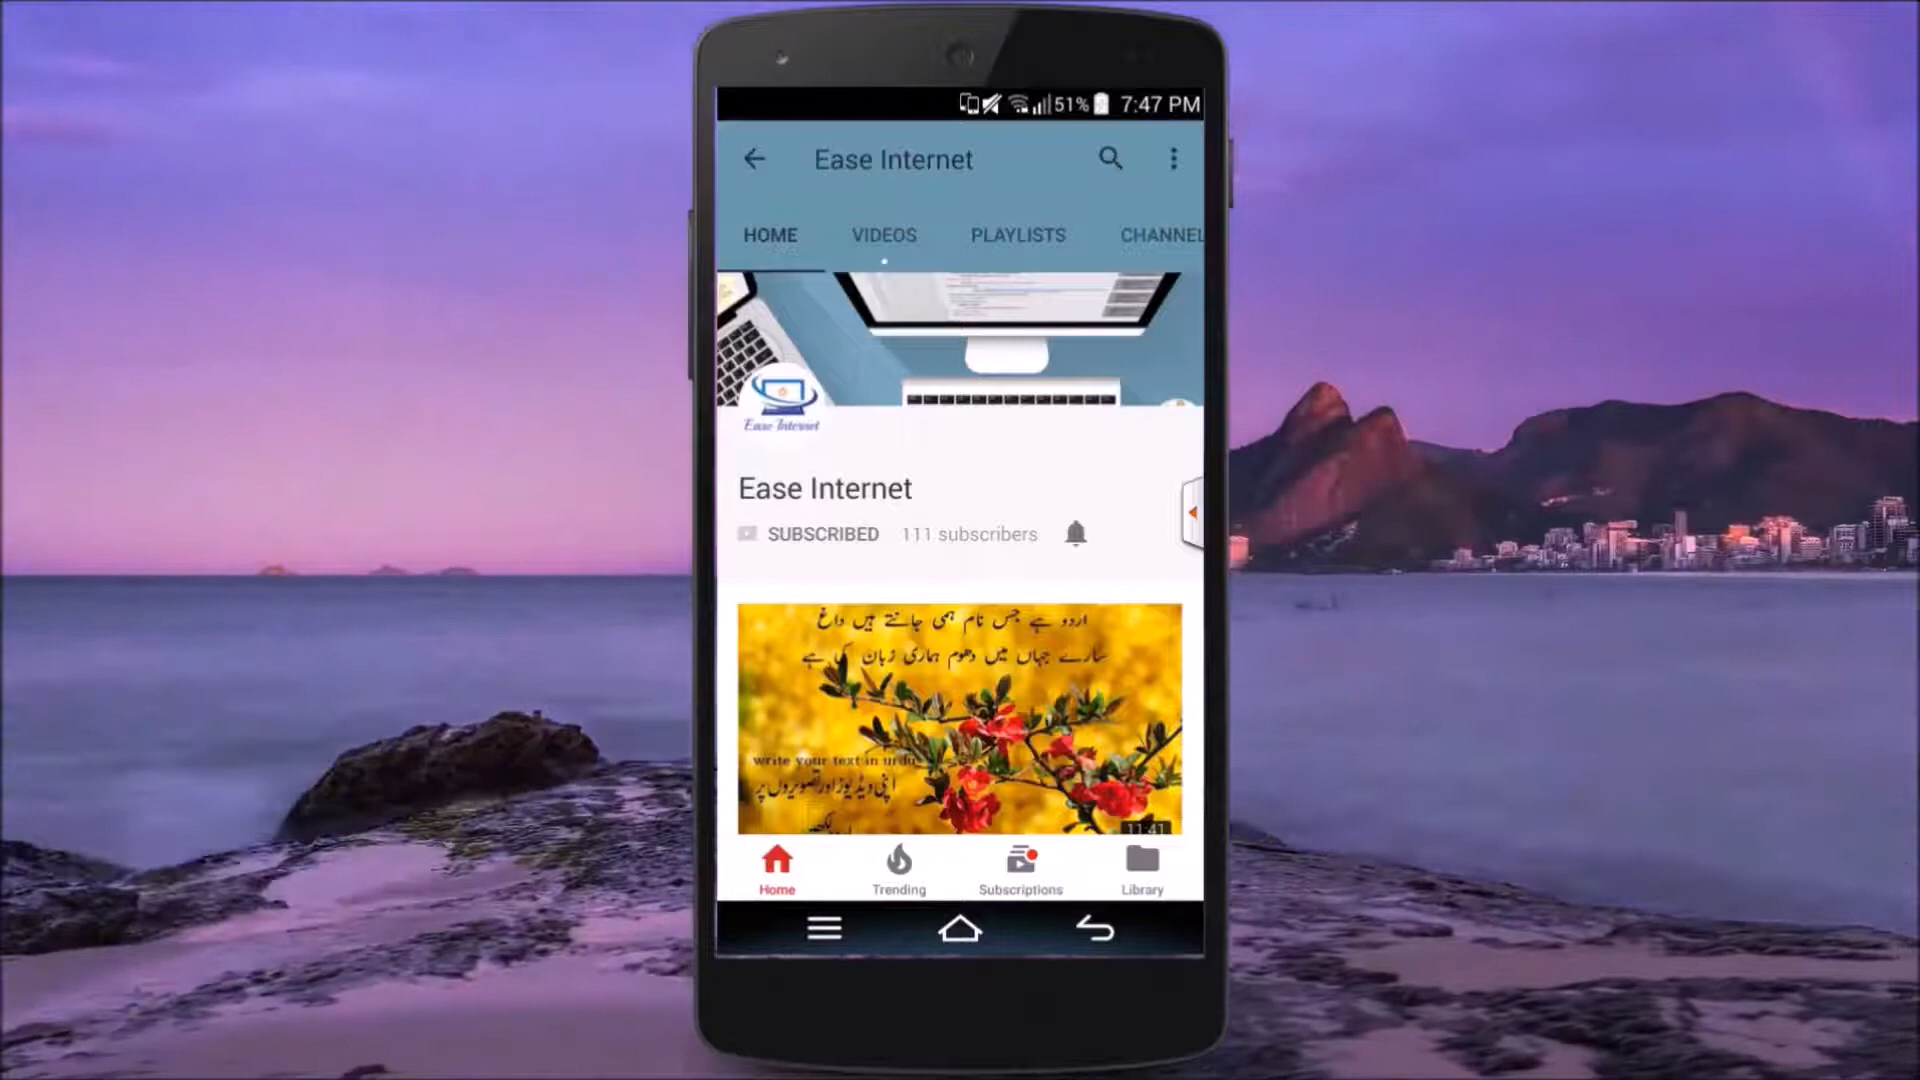 51% 7:47 PM
Ease Internet
HOME VIDEOS PLAYLISTS CHANNEL
Ease Internet
Ease Internet
SUBSCRIBED 111 subscribers
اردو ہے جس نام ہمی جانتے ہیں داغ
سارے جہاں میں دھوم ہماری زبان کی ہے
write your text in urdu
اپنی ویڈیوز اور تصویروں پر
11:41
Home Trending Subscriptions Library